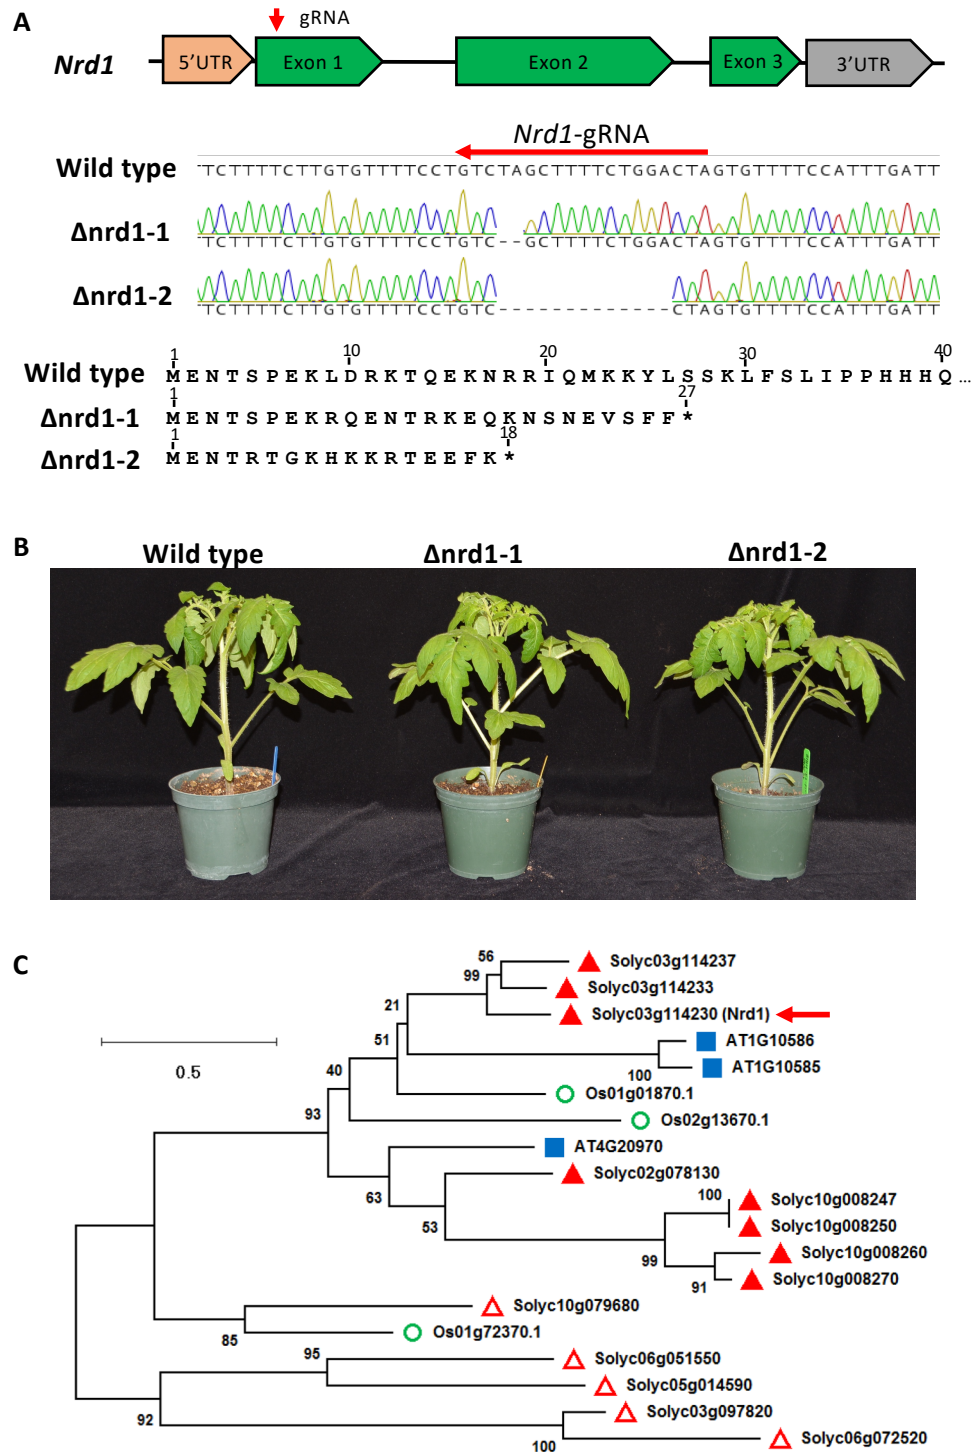 A
gRNA
Nrd1
5'UTR Exon 1 Exon 2 Exon 3 3'UTR
Nrd1-gRNA
Wild type TCTTTTCTTGTGTTTTCCTGTCTAGCTTTTCTGGACTAGTGTTTTCCATTTGATT
Δnrd1-1 TCTTTTCTTGTGTTTTCCTGTC--GCTTTTCTGGACTAGTGTTTTCCATTTGATT
Δnrd1-2 TCTTTTCTTGTGTTTTCCTGTC-------------CTAGTGTTTTCCATTTGATT
1 10 20 30 40
Wild type M E N T S P E K L D R K T Q E K N R R I Q M K K Y L S S K L F S L I P P H H H Q ...
1 27
Δnrd1-1 M E N T S P E K R Q E N T R K E Q K N S N E V S F F *
1 18
Δnrd1-2 M E N T R T G K H K K R T E E F K *
B
Wild type Δnrd1-1 Δnrd1-2
C
56 Solyc03g114237
99 Solyc03g114233
21 Solyc03g114230 (Nrd1)
51 AT1G10586
0.5
100 AT1G10585
40 Os01g01870.1
93 Os02g13670.1
AT4G20970
63 Solyc02g078130
100 Solyc10g008247
53 Solyc10g008250
99 Solyc10g008260
91 Solyc10g008270
Solyc10g079680
85 Os01g72370.1
95 Solyc06g051550
Solyc05g014590
92 Solyc03g097820
100 Solyc06g072520